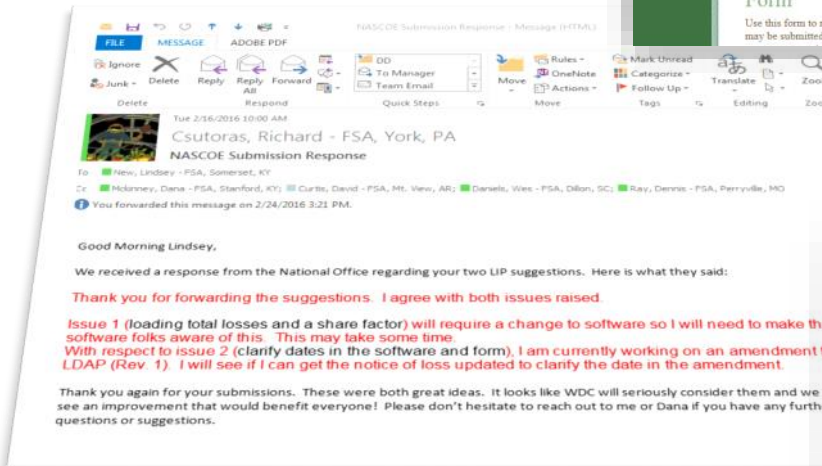 Form
Use this form to
may be submitted
NASCOE Submission Response - Message (HTML)
FILE MESSAGE ADOBE PDF
Ignore
Junk
Delete
Reply
Reply All
Forward
DD
To Manager
Team Email
Move
Rules
OneNote
Actions
Mark Unread
Categorize
Follow Up
Translate
Delete Respond Quick Steps Move Tags Editing
Tue 2/16/2016 10:00 AM
Csutoras, Richard - FSA, York, PA
NASCOE Submission Response
To New, Lindsey - FSA, Somerset, KY
Cc Mckinney, Dana - FSA, Stanford, KY; Curtis, David - FSA, Mt. View, AR; Daniels, Wes - FSA, Dillon, SC; Ray, Dennis - FSA, Perryville, MO
You forwarded this message on 2/24/2016 3:21 PM.
Good Morning Lindsey,
We received a response from the National Office regarding your two LIP suggestions. Here is what they said:
Thank you for forwarding the suggestions. I agree with both issues raised.
Issue 1 (loading total losses and a share factor) will require a change to software so I will need to make th
software folks aware of this. This may take some time.
With respect to issue 2 (clarify dates in the software and form), I am currently working on an amendment
LDAP (Rev. 1). I will see if I can get the notice of loss updated to clarify the date in the amendment.
Thank you again for your submissions. These were both great ideas. It looks like WDC will seriously consider them and we
see an improvement that would benefit everyone! Please don't hesitate to reach out to me or Dana if you have any furth
questions or suggestions.